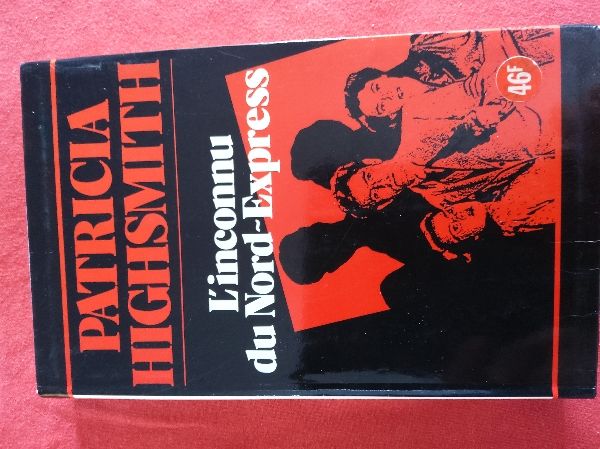 PATRICIA
HIGHSMITH
L'inconnu
du Nord-Express
46F